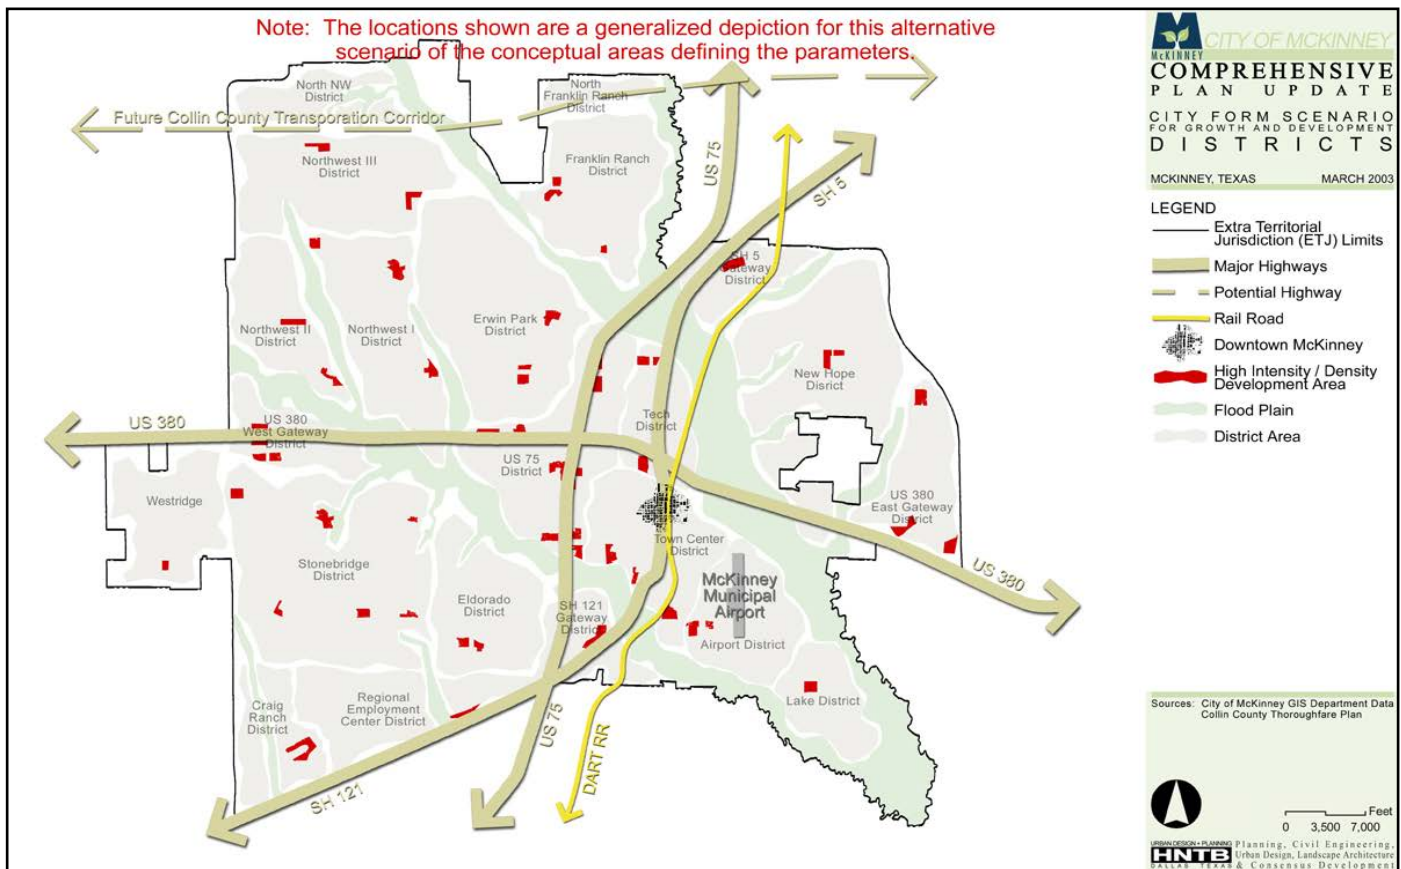 Note: The locations shown are a generalized depiction for this alternative
scenario of the conceptual areas defining the parameters.
North NW
District
North
Franklin Ranch
District
Future Collin County Transporation Corridor
Northwest III
District
Franklin Ranch
District
US 75
SH 5
SH 5
Gateway
District
Northwest II
District
Northwest I
District
Erwin Park
District
New Hope
District
US 380
US 380
West Gateway
District
Tech
District
US 75
District
Westridge
US 380
East Gateway
District
Town Center
District
Stonebridge
District
McKinney
Municipal
Airport
US 380
Eldorado
District
SH 121
Gateway
District
Airport District
Craig
Ranch
District
Regional
Employment
Center District
Lake District
US 75
DART RR
SH 121
McKINNEY
CITY OF MCKINNEY
COMPREHENSIVE
PLAN UPDATE
CITY FORM SCENARIO
FOR GROWTH AND DEVELOPMENT
DISTRICTS
MCKINNEY, TEXAS MARCH 2003
LEGEND
Extra Territorial
Jurisdiction (ETJ) Limits
Major Highways
Potential Highway
Rail Road
Downtown McKinney
High Intensity / Density
Development Area
Flood Plain
District Area
Sources: City of McKinney GIS Department Data
Collin County Thoroughfare Plan
Feet
0 3,500 7,000
URBAN DESIGN + PLANNING
HNTB
DALLAS TEXAS
Planning, Civil Engineering,
Urban Design, Landscape Architecture
& Consensus Development